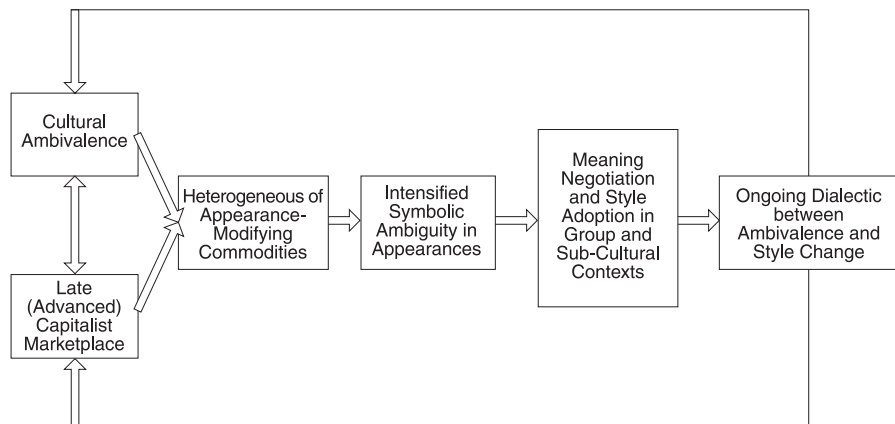 Cultural
Ambivalence
Late
(Advanced)
Capitalist
Marketplace
Heterogeneous of
Appearance-
Modifying
Commodities
Intensified
Symbolic
Ambiguity in
Appearances
Meaning
Negotiation
and Style
Adoption in
Group and
Sub-Cultural
Contexts
Ongoing Dialectic
between
Ambivalence and
Style Change